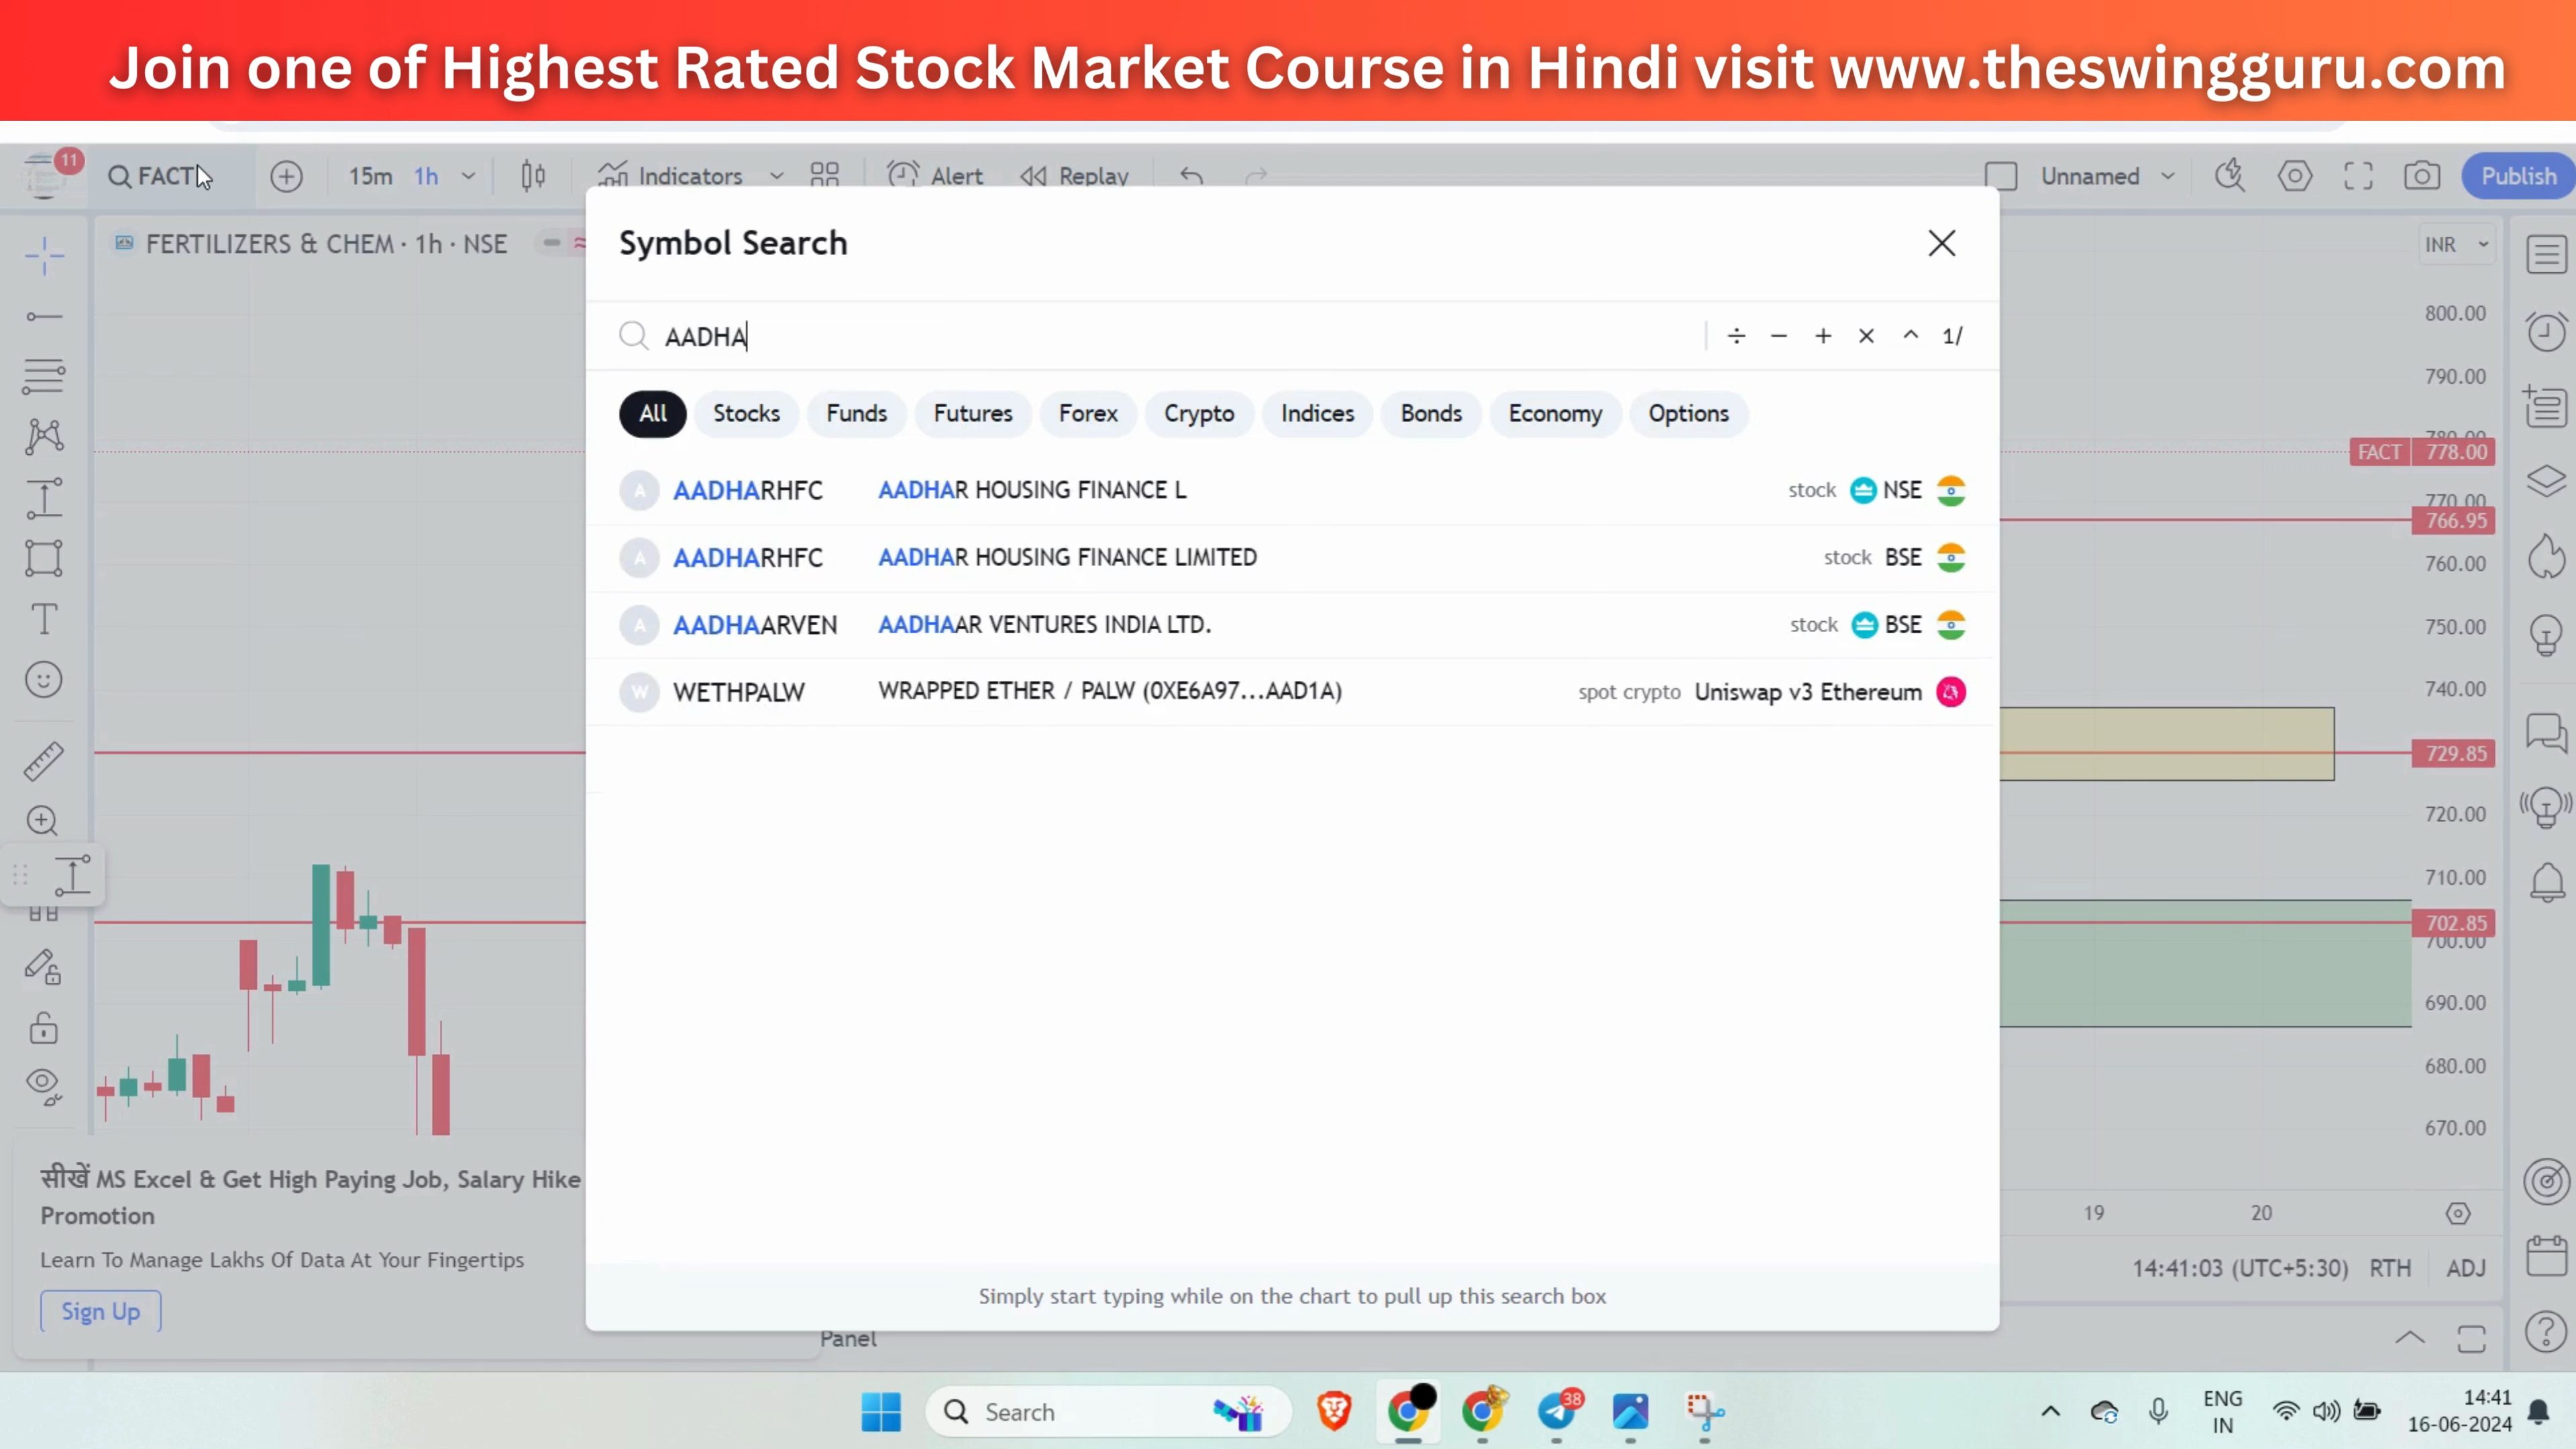 Join one of Highest Rated Stock Market Course in Hindi visit www.theswingguru.com
11
FACT
15m 1h
Indicators
Alert
Replay
Unnamed
Publish
FERTILIZERS & CHEM · 1h · NSE
INR
Symbol Search
AADHA
÷ − + × ^ 1/
All Stocks Funds Futures Forex Crypto Indices Bonds Economy Options
AADHARHFC AADHAR HOUSING FINANCE L stock NSE
AADHARHFC AADHAR HOUSING FINANCE LIMITED stock BSE
AADHAARVEN AADHAAR VENTURES INDIA LTD. stock BSE
WETHPALW WRAPPED ETHER / PALW (0XE6A97...AAD1A) spot crypto Uniswap v3 Ethereum
Simply start typing while on the chart to pull up this search box
800.00
790.00
780.00
FACT 778.00
770.00
766.95
760.00
750.00
740.00
729.85
720.00
710.00
702.85
700.00
690.00
680.00
670.00
19 20
14:41:03 (UTC+5:30) RTH ADJ
सीखें MS Excel & Get High Paying Job, Salary Hike
Promotion
Learn To Manage Lakhs Of Data At Your Fingertips
Sign Up
Panel
Search
38
ENG
IN
14:41
16-06-2024